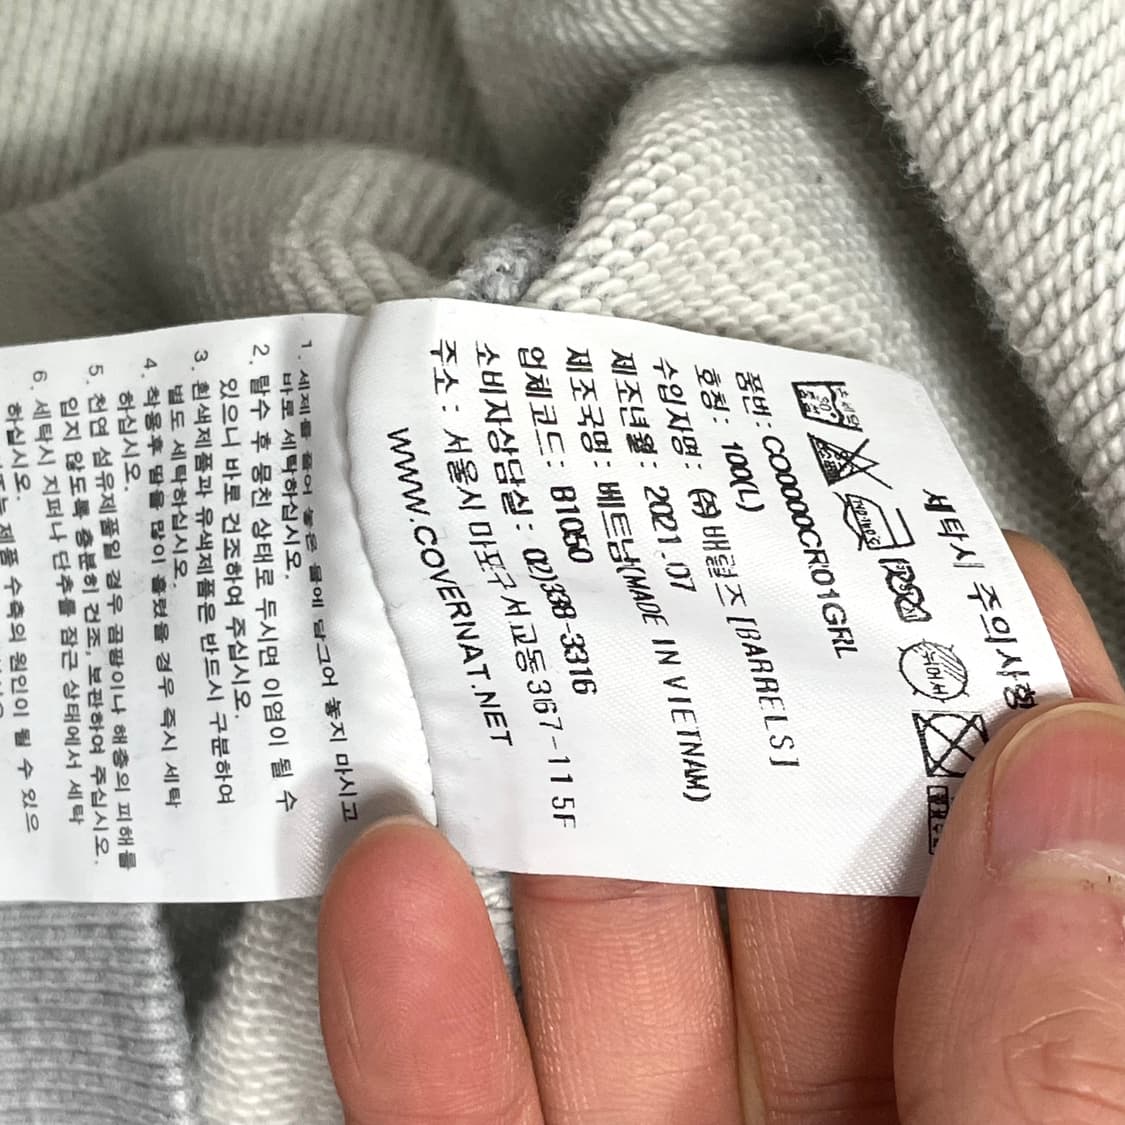 세탁시 주의사항
품번: CO0000CR01GRL
호칭: 100(L)
수입자명: (주)배럴즈 [BARRELS]
제조년월: 2021.07
제조국명: 베트남(MADE IN VIETNAM)
업체코드: B1050
소비자상담실: 02)338-3316
주소: 서울시 마포구 서교동 367-11 5F
WWW.COVERNAT.NET
1. 세제를 풀어 놓은 물에 담그어 놓지 마시고
바로 세탁하십시오.
2. 탈수 후 뭉친 상태로 두시면 이염이 될 수
있으니 바로 건조하여 주십시오.
3. 흰색제품과 유색제품은 반드시 구분하여
별도 세탁하십시오.
4. 착용후 땀을 많이 흘렸을 경우 즉시 세탁
하십시오.
5. 천연 섬유제품일 경우 곰팡이나 해충의 피해를
입지 않도록 충분히 건조, 보관하여 주십시오.
6. 세탁시 지퍼나 단추를 잠근 상태에서 세탁
하십시오.
제품 수축의 원인이 될 수 있으